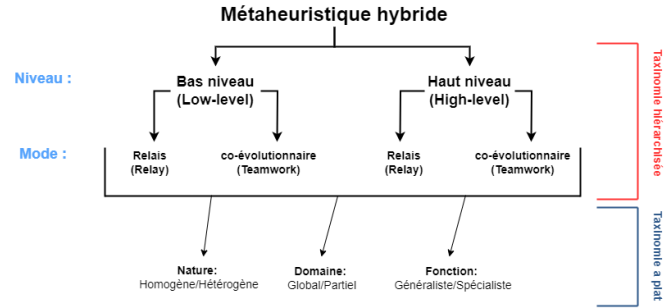 Métaheuristique hybride
Niveau :
Bas niveau
(Low-level)
Haut niveau
(High-level)
Mode :
Relais
(Relay)
co-évolutionnaire
(Teamwork)
Relais
(Relay)
co-évolutionnaire
(Teamwork)
Taxinomie hiérarchisée
Nature:
Homogène/Hétérogène
Domaine:
Global/Partiel
Fonction:
Généraliste/Spécialiste
Taxinomie a plat